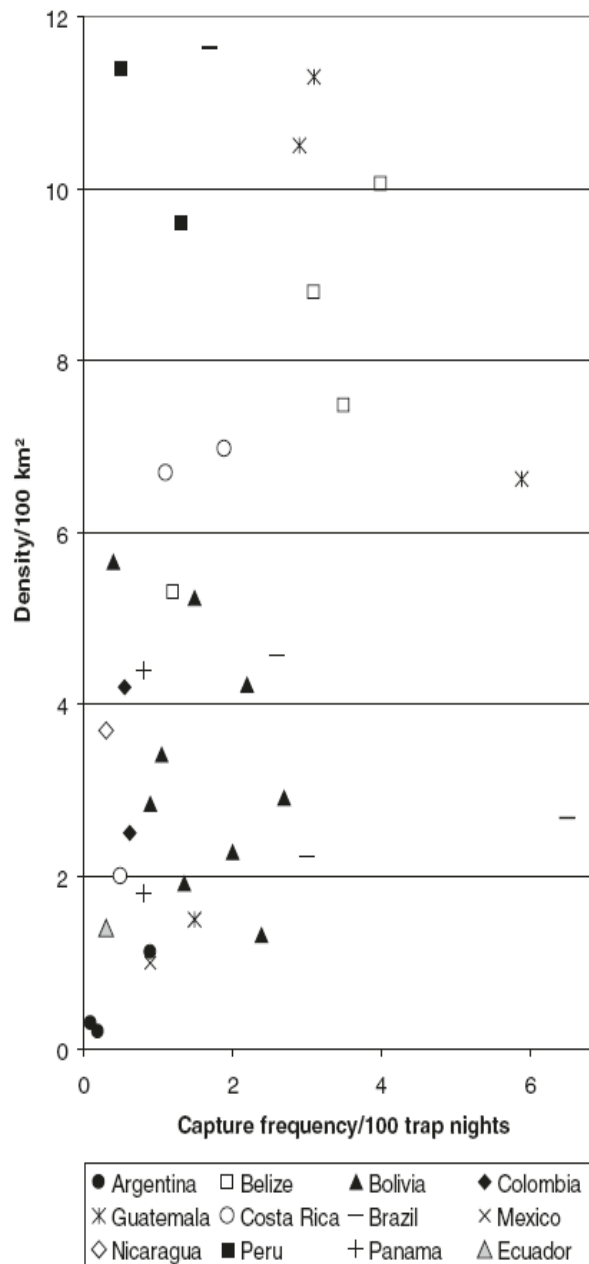 12
10
8
6
4
2
0
Density/100 km²
0 2 4 6
Capture frequency/100 trap nights
Argentina Belize Bolivia Colombia
Guatemala Costa Rica Brazil Mexico
Nicaragua Peru Panama Ecuador